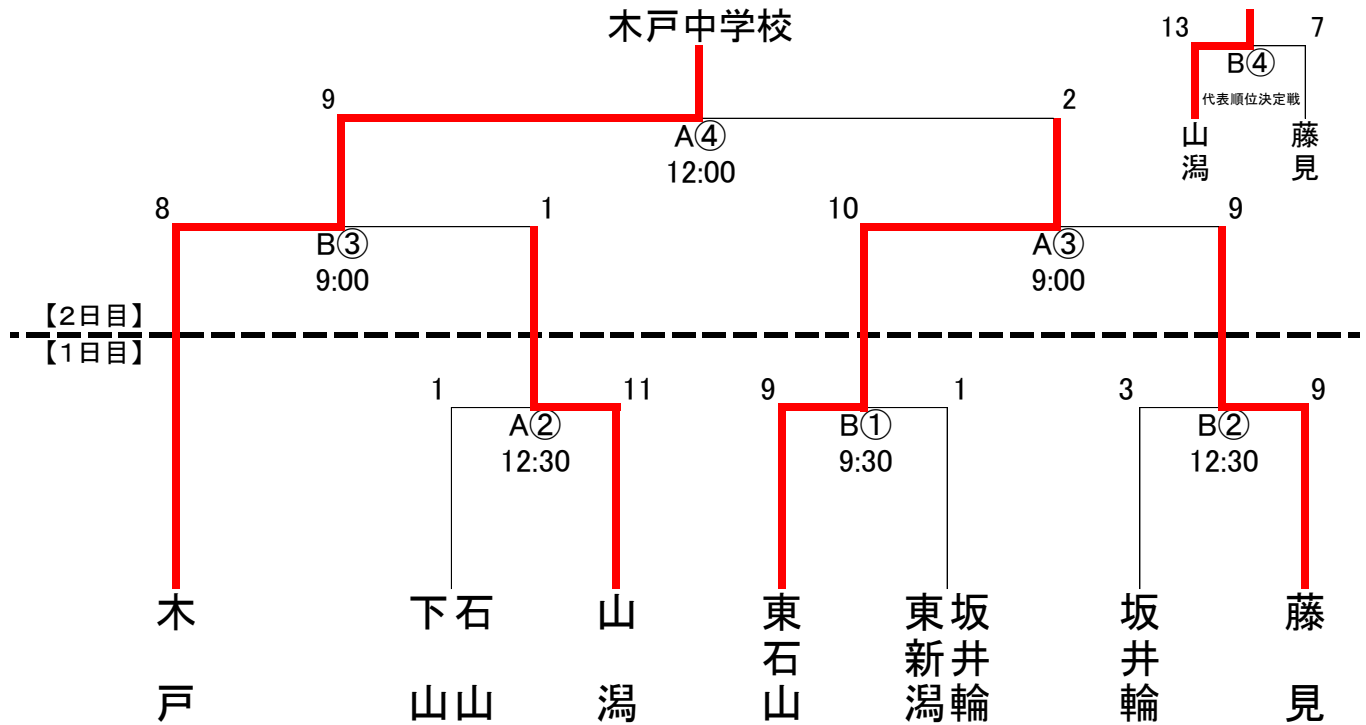 木戸中学校
13
7
B④
代表順位決定戦
山潟
藤見
9
2
A④
12:00
8
1
B③
9:00
10
9
A③
9:00
【2日目】
【1日目】
1
11
A②
12:30
9
1
B①
9:30
3
9
B②
12:30
木戸
石山
下山
山潟
東石山
坂井輪
東新潟
坂井輪
藤見